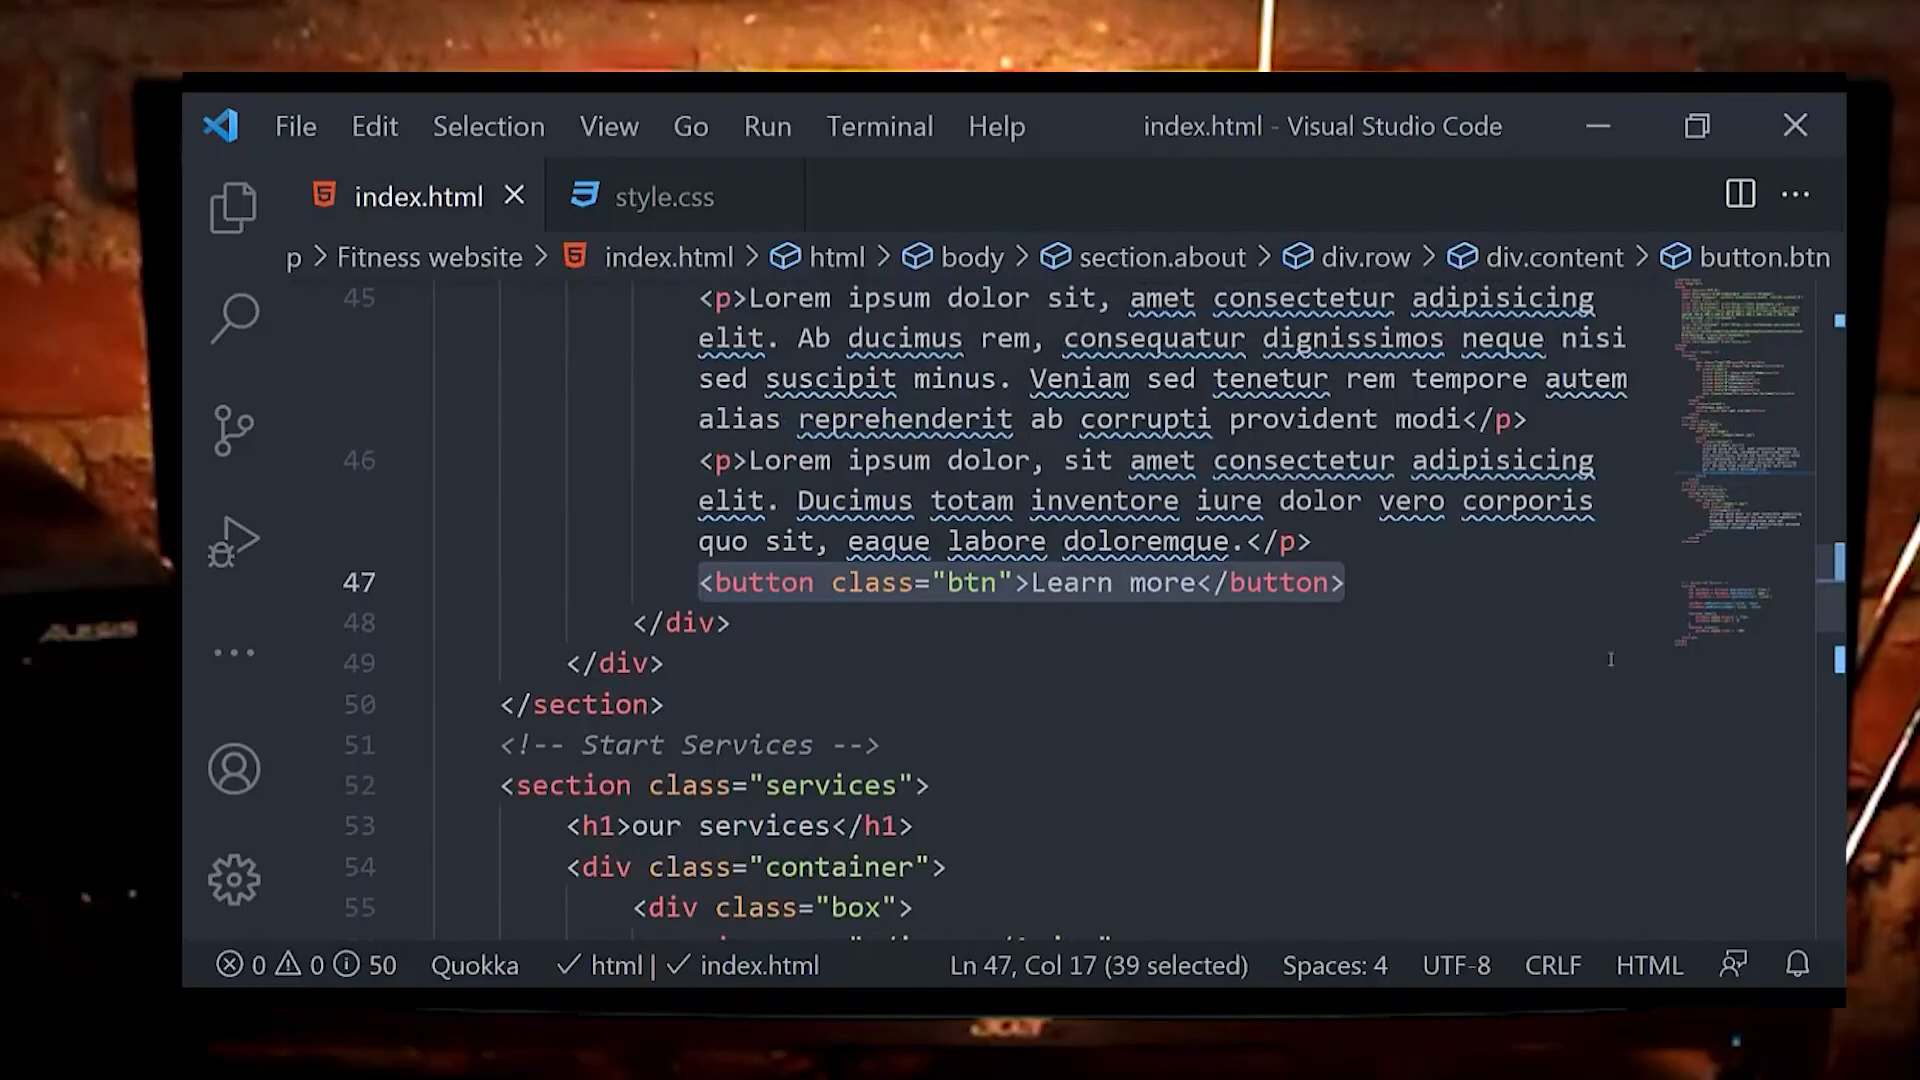 File Edit Selection View Go Run Terminal Help index.html - Visual Studio Code
index.html style.css
p > Fitness website > index.html > html > body > section.about > div.row > div.content > button.btn
45 <p>Lorem ipsum dolor sit, amet consectetur adipisicing
elit. Ab ducimus rem, consequatur dignissimos neque nisi
sed suscipit minus. Veniam sed tenetur rem tempore autem
alias reprehenderit ab corrupti provident modi</p>
46 <p>Lorem ipsum dolor, sit amet consectetur adipisicing
elit. Ducimus totam inventore iure dolor vero corporis
quo sit, eaque labore doloremque.</p>
47 <button class="btn">Learn more</button>
48 </div>
49 </div>
50 </section>
51 <!-- Start Services -->
52 <section class="services">
53 <h1>our services</h1>
54 <div class="container">
55 <div class="box">
0 0 50 Quokka html | index.html Ln 47, Col 17 (39 selected) Spaces: 4 UTF-8 CRLF HTML
ALESIS
acer